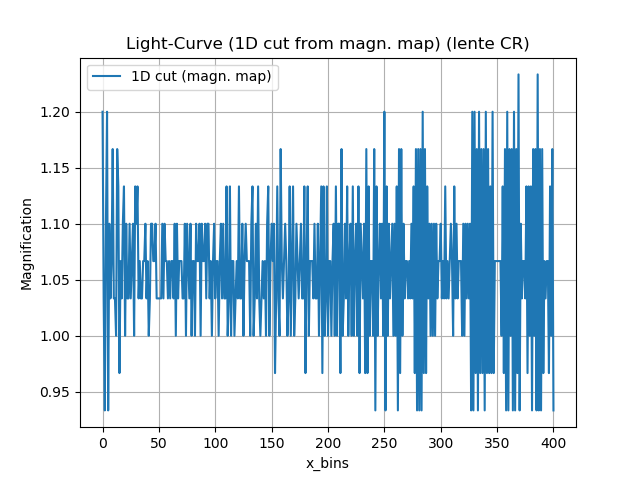 Light-Curve (1D cut from magn. map) (lente CR)
1D cut (magn. map)
1.20
1.15
1.10
1.05
1.00
0.95
Magnification
0 50 100 150 200 250 300 350 400
x_bins